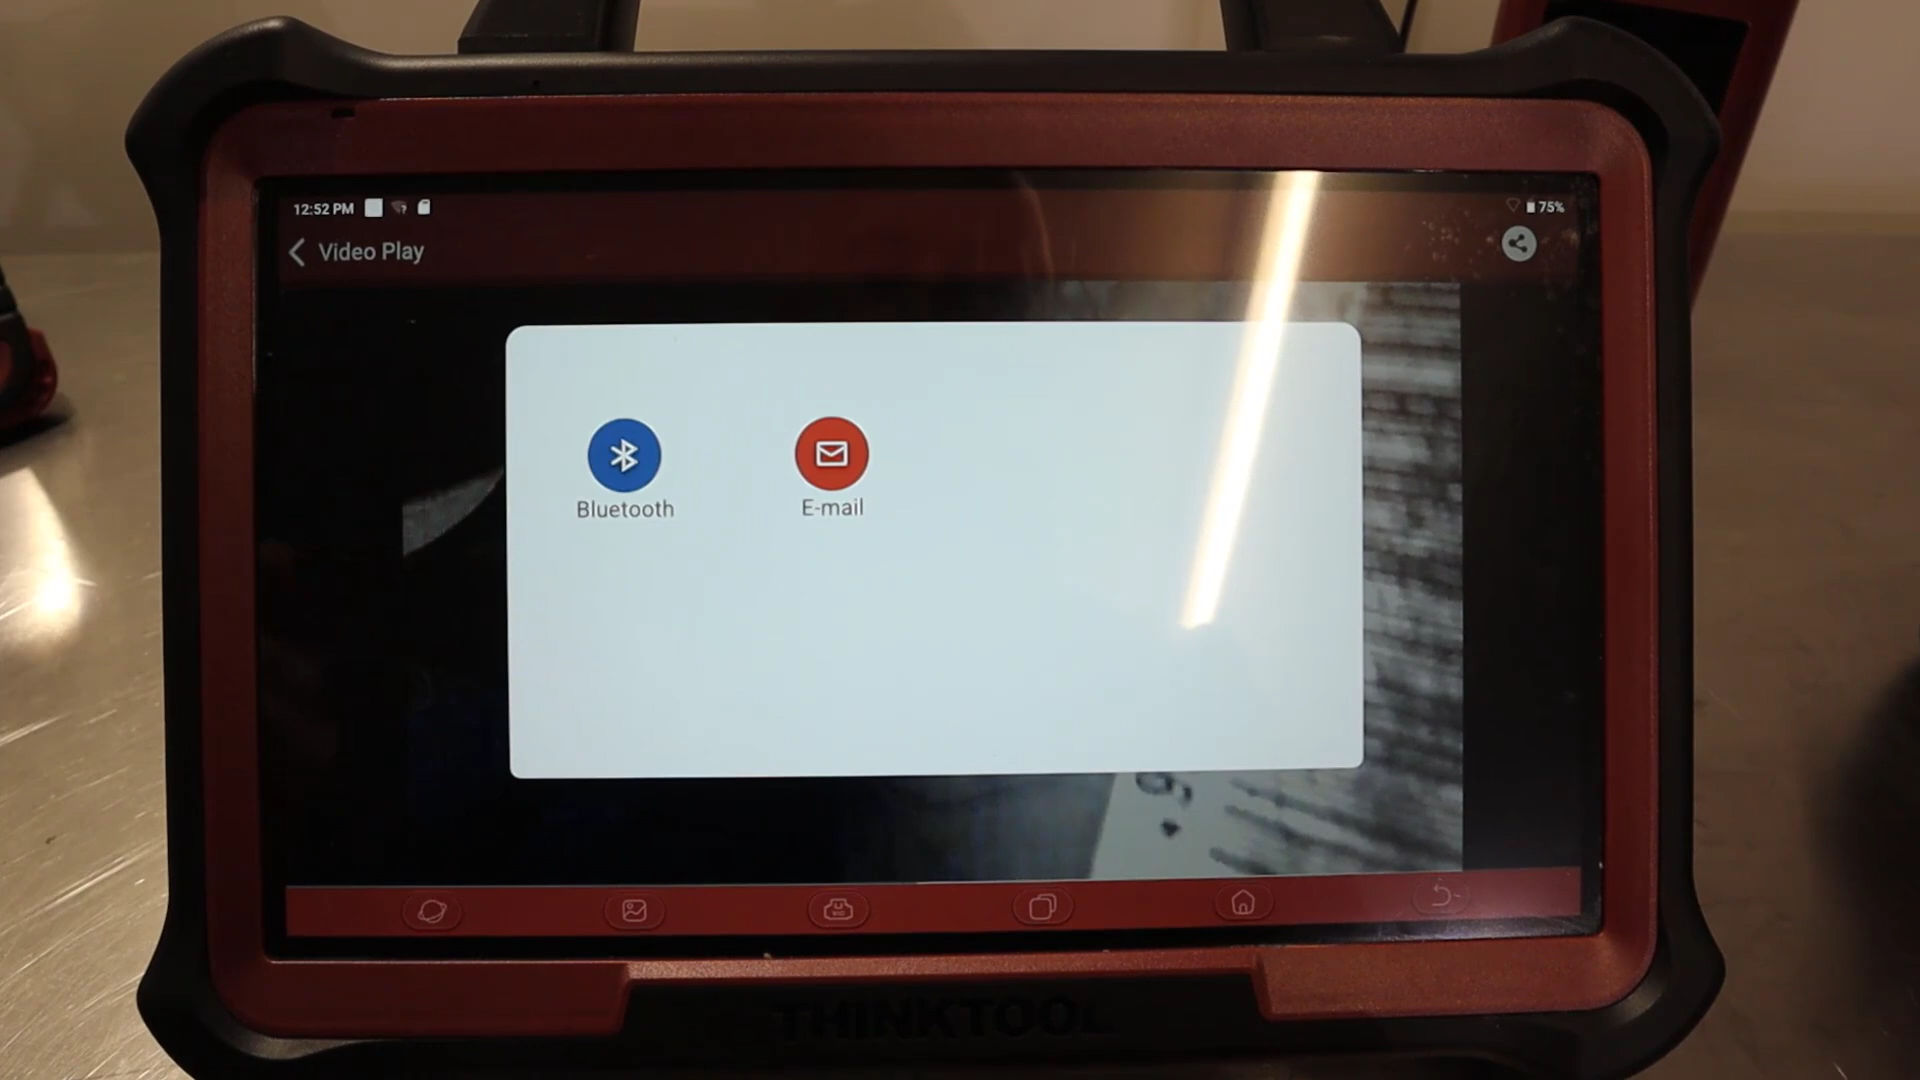 12:52 PM
75%
Video Play
Bluetooth
E-mail
THINKTOOL